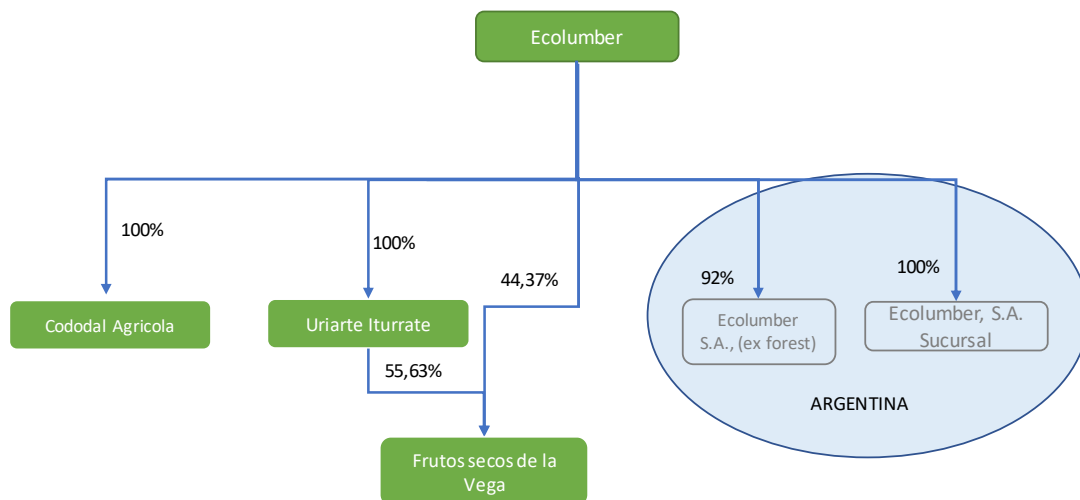 Ecolumber
100%
100%
44,37%
92%
100%
Cododal Agricola
Uriarte Iturrate
Ecolumber
S.A., (ex forest)
Ecolumber, S.A.
Sucursal
55,63%
ARGENTINA
Frutos secos de la
Vega